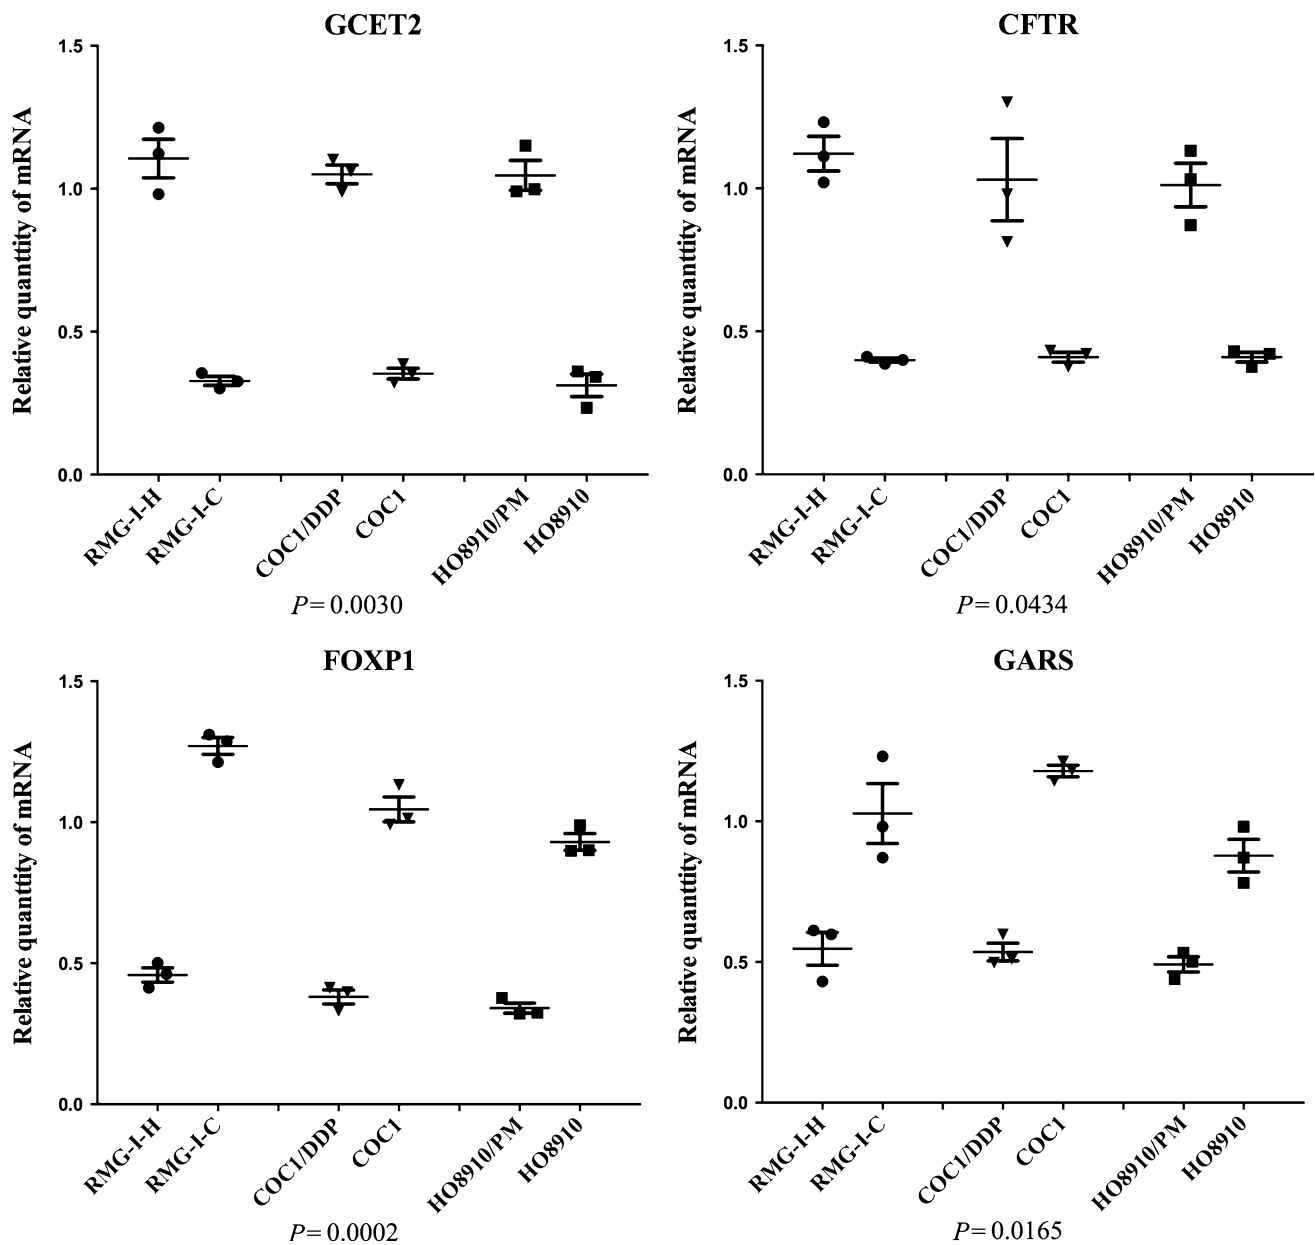 GCET2
Relative quanttity of mRNA
1.5
1.0
0.5
0.0
RMG-I-H
RMG-I-C
COC1/DDP
COC1
HO8910/PM
HO8910
P= 0.0030
CFTR
Relative quanttity of mRNA
1.5
1.0
0.5
0.0
RMG-I-H
RMG-I-C
COC1/DDP
COC1
HO8910/PM
HO8910
P= 0.0434
FOXP1
Relative quanttity of mRNA
1.5
1.0
0.5
0.0
RMG-I-H
RMG-I-C
COC1/DDP
COC1
HO8910/PM
HO8910
P= 0.0002
GARS
Relative quanttity of mRNA
1.5
1.0
0.5
0.0
RMG-I-H
RMG-I-C
COC1/DDP
COC1
HO8910/PM
HO8910
P= 0.0165